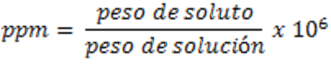 ppm = peso de soluto / peso de solución x 10⁶